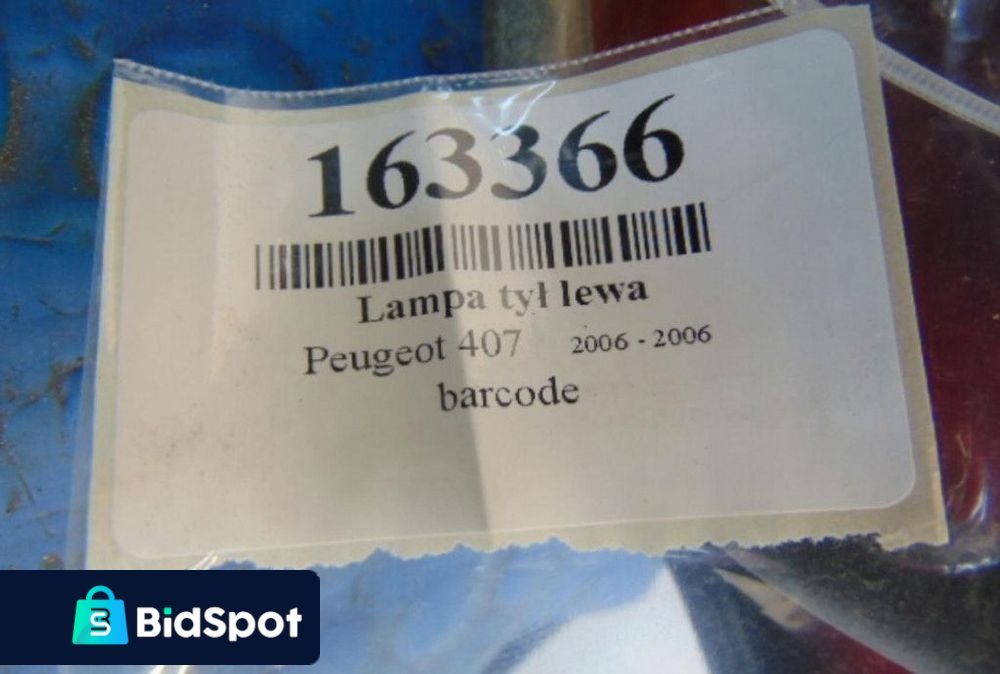 163366
Lampa tył lewa
Peugeot 407 2006 - 2006
barcode
BidSpot